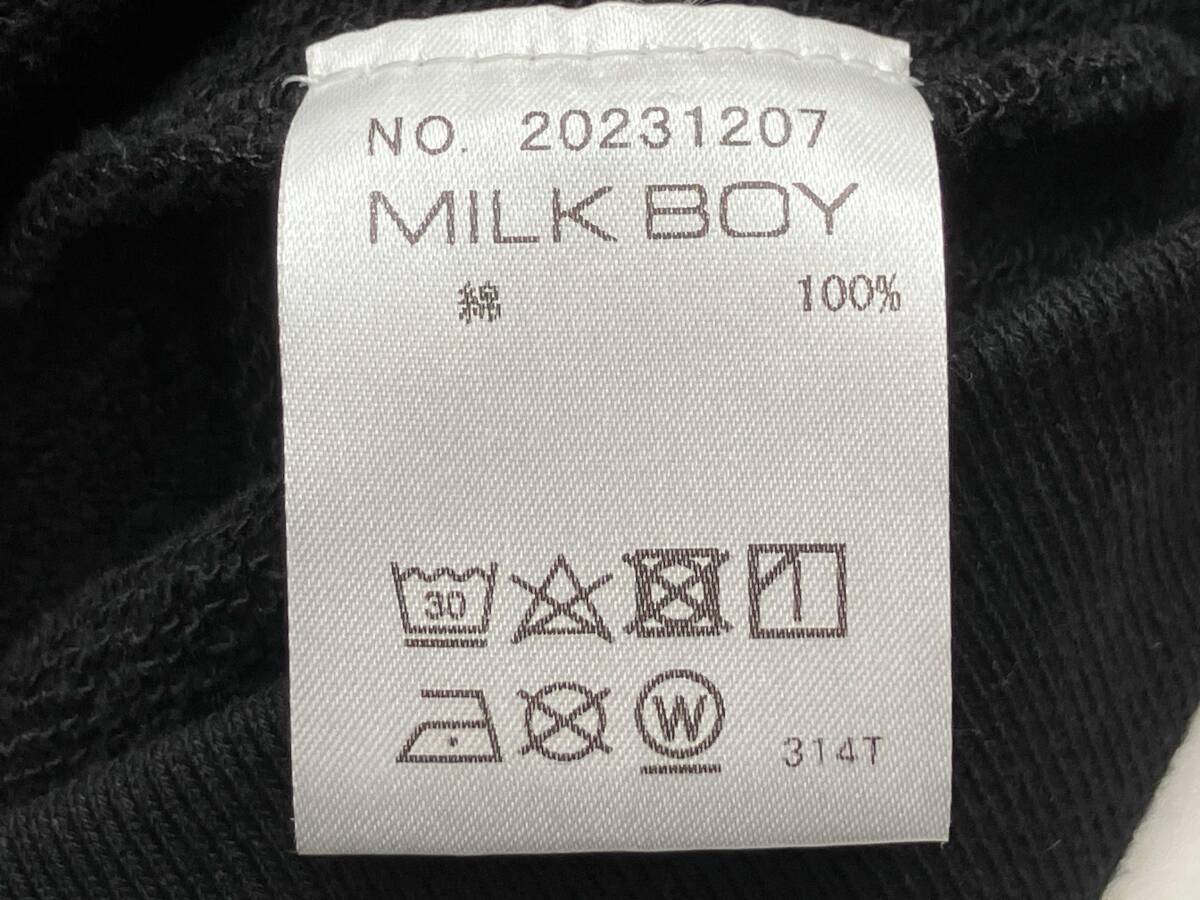 NO. 20231207
MILK BOY
綿 100%
30
W
314T